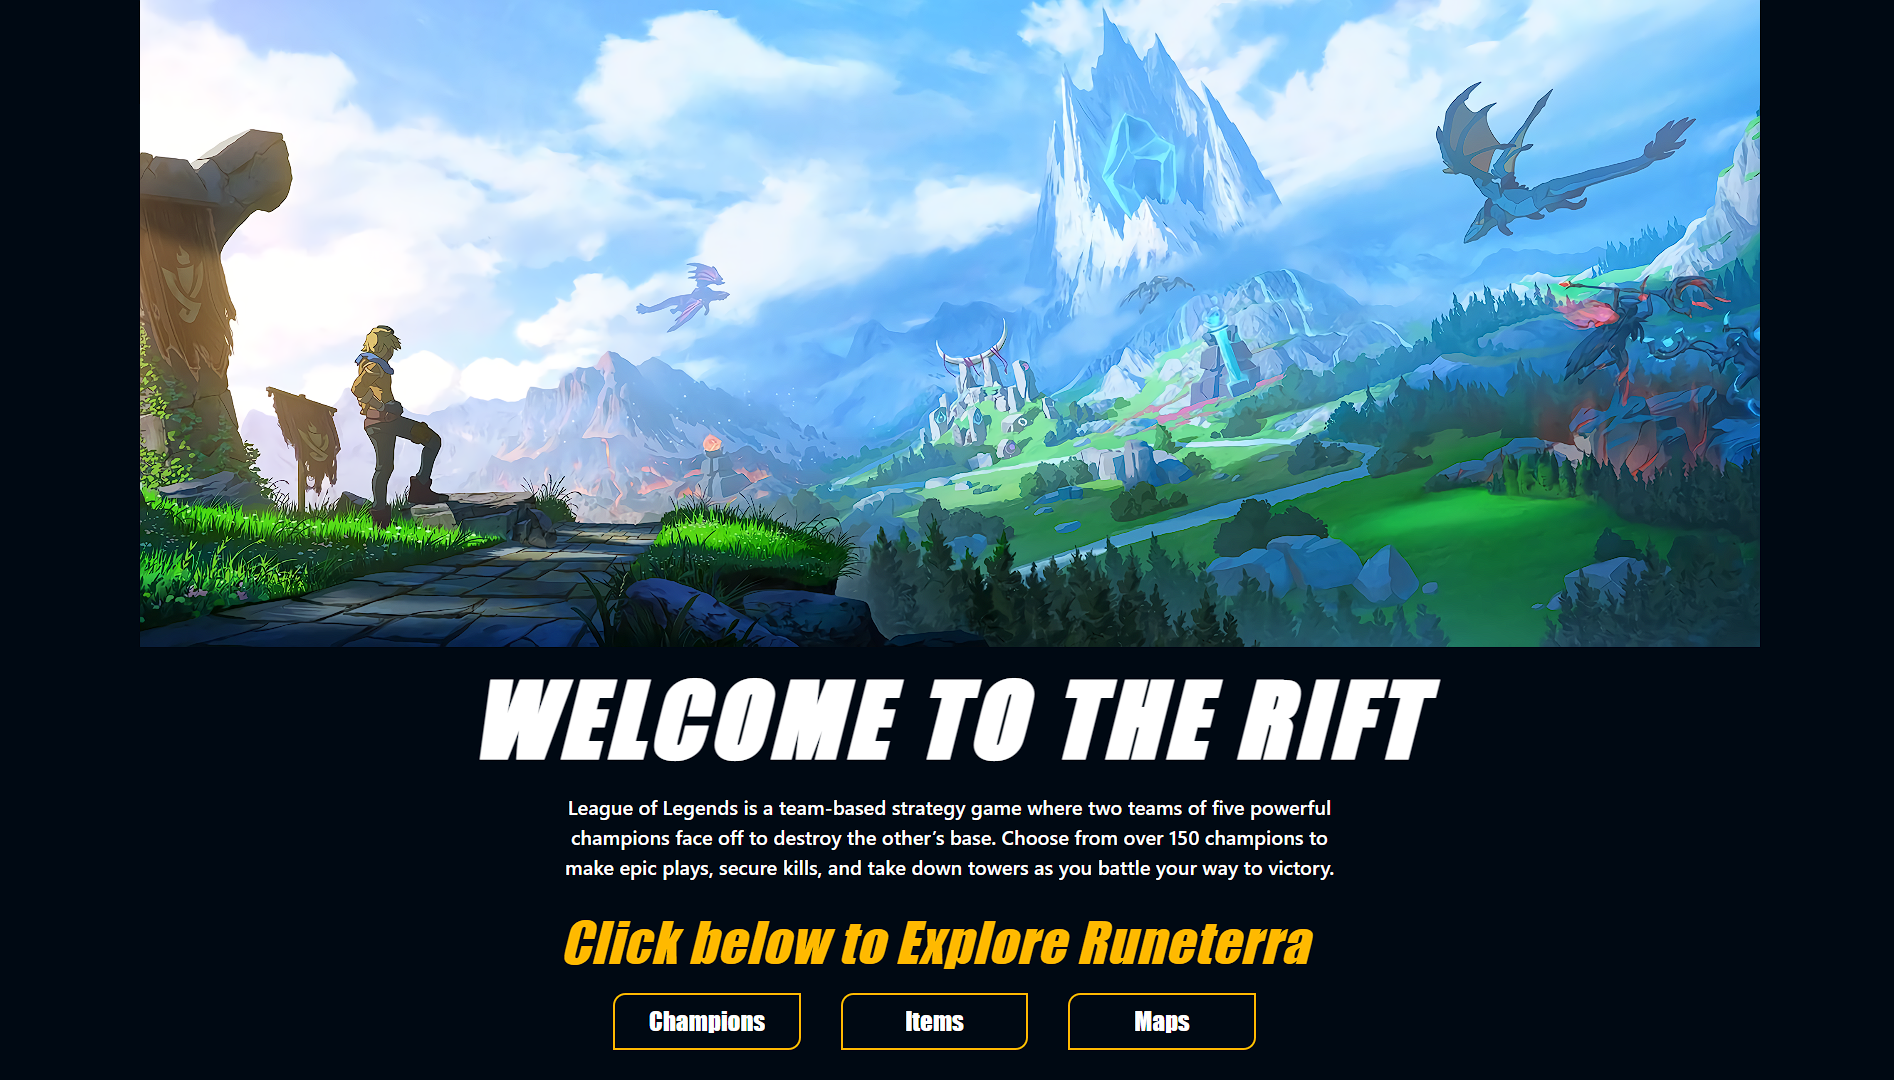 WELCOME TO THE RIFT
League of Legends is a team-based strategy game where two teams of five powerful
champions face off to destroy the other’s base. Choose from over 150 champions to
make epic plays, secure kills, and take down towers as you battle your way to victory.
Click below to Explore Runeterra
Champions
Items
Maps